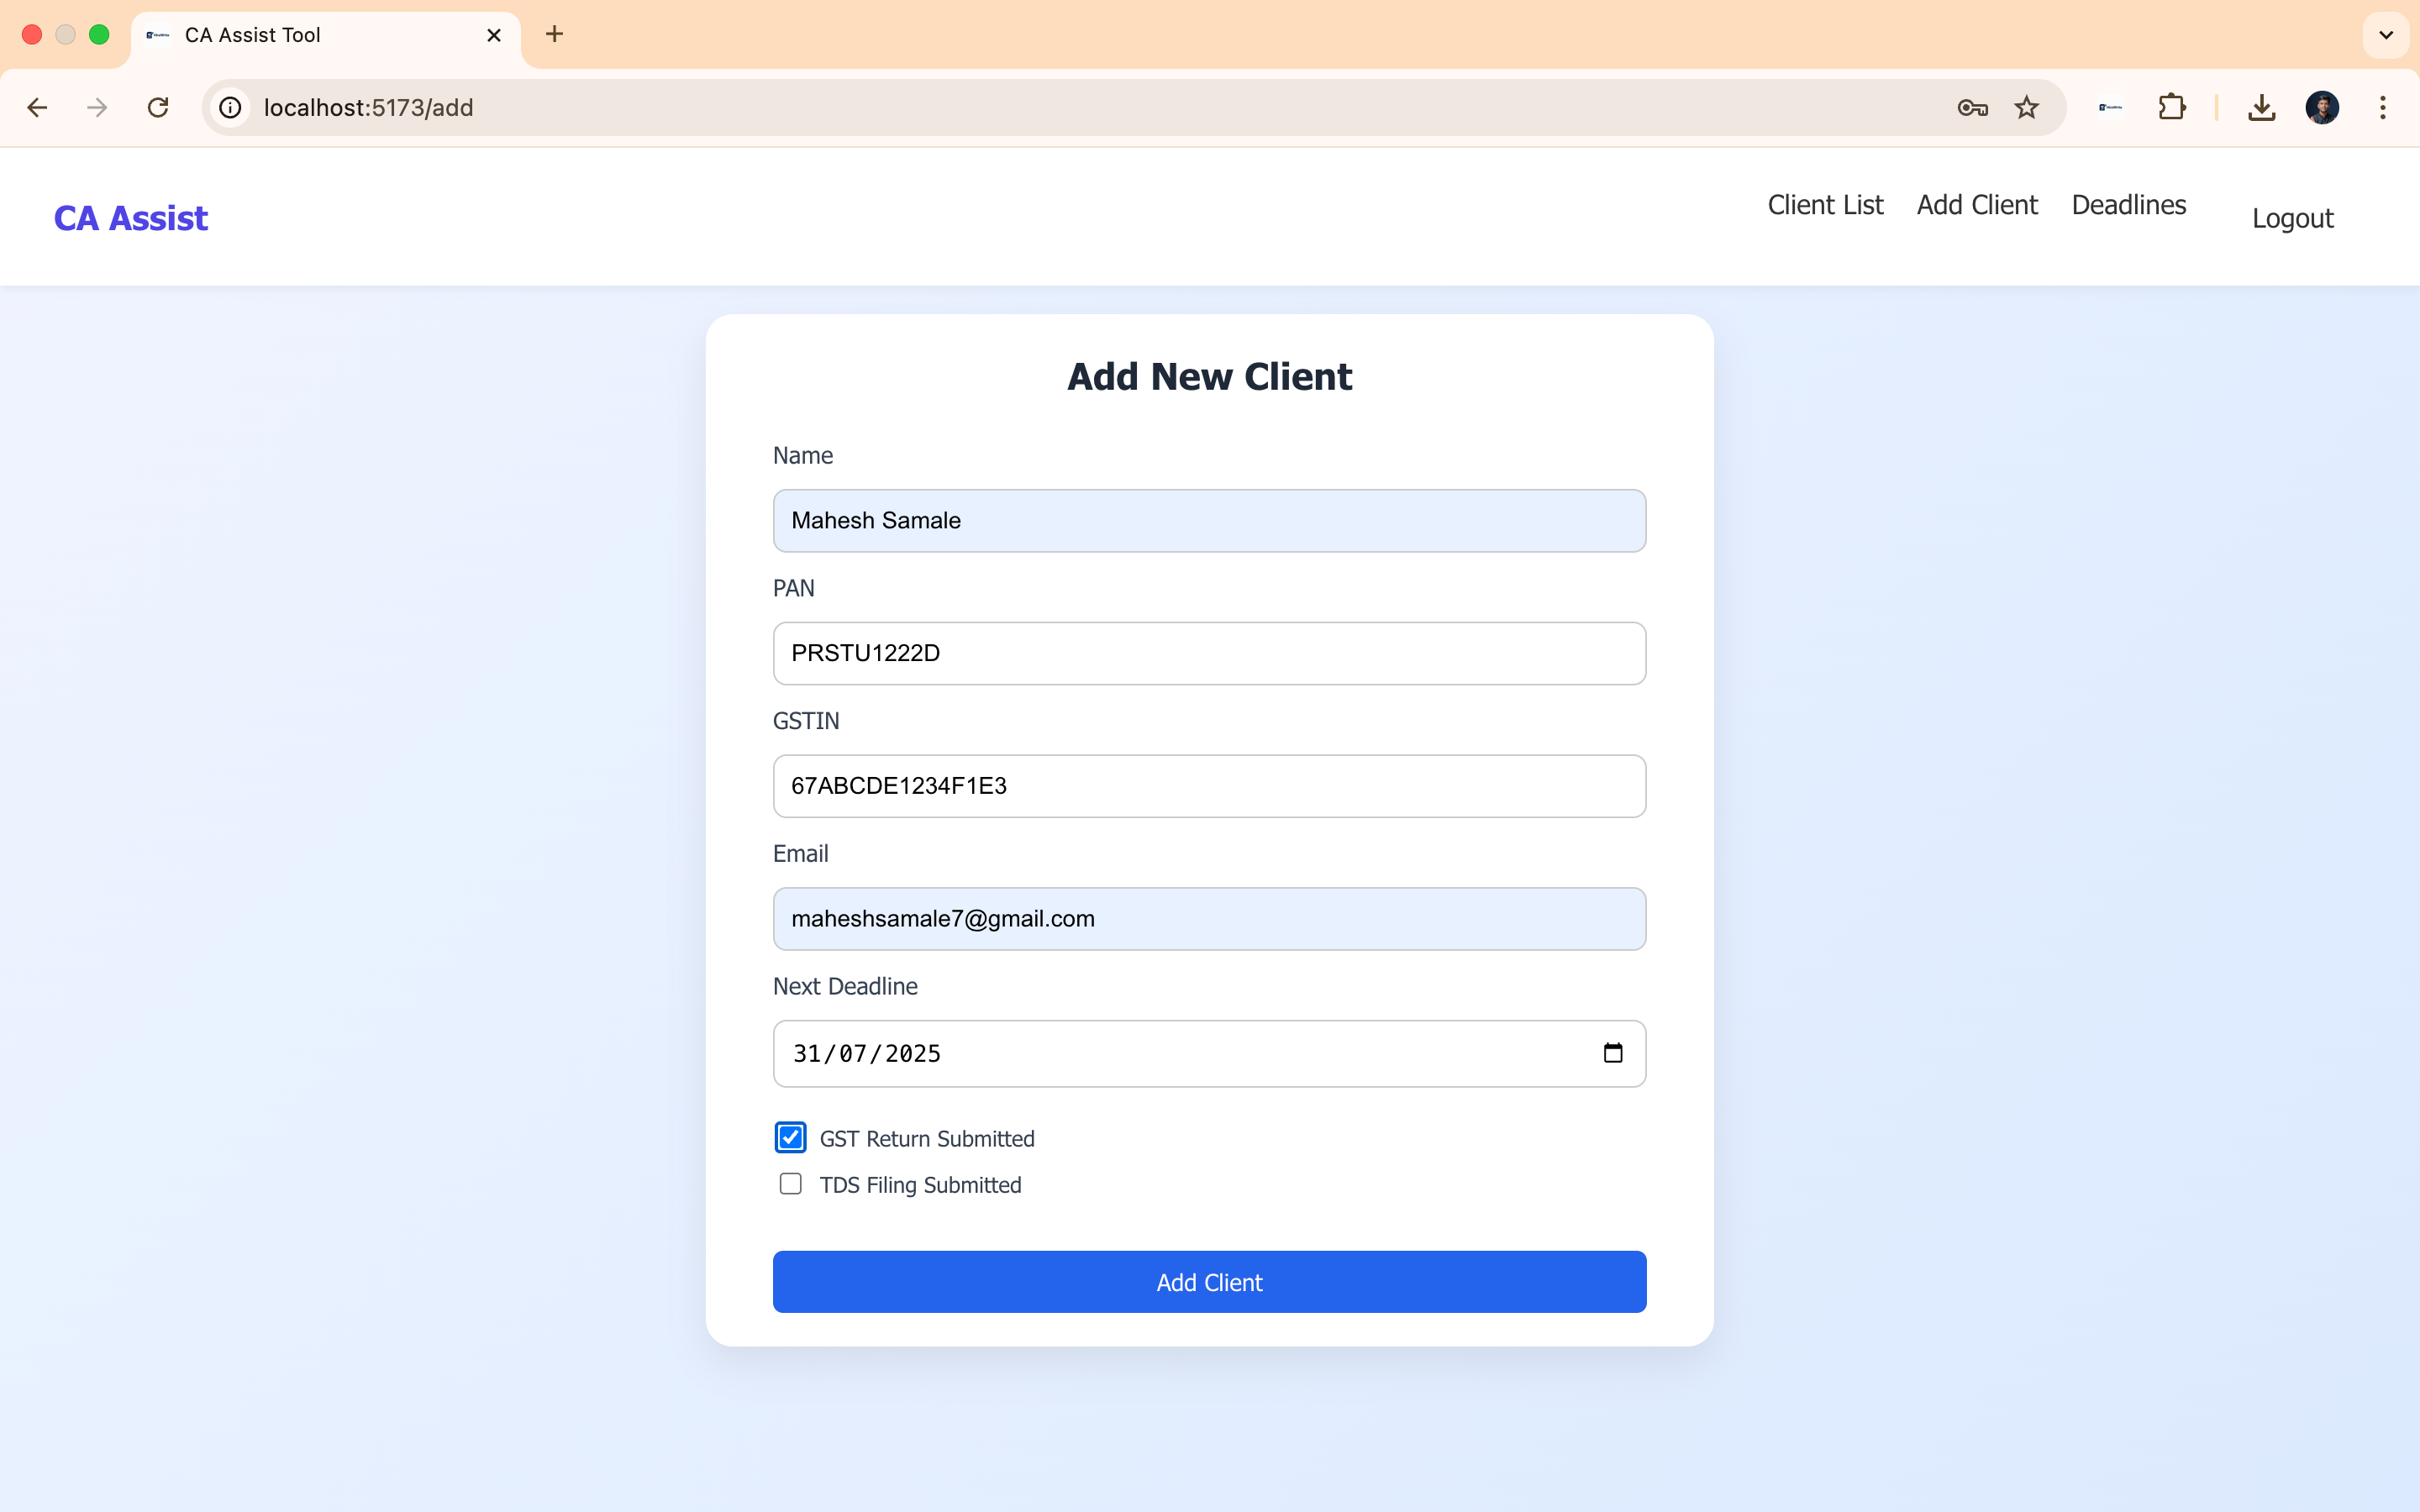 CA Assist Tool
localhost:5173/add
CA Assist
Client List
Add Client
Deadlines
Logout
Add New Client
Name
Mahesh Samale
PAN
PRSTU1222D
GSTIN
67ABCDE1234F1E3
Email
maheshsamale7@gmail.com
Next Deadline
31/07/2025
GST Return Submitted
TDS Filing Submitted
Add Client